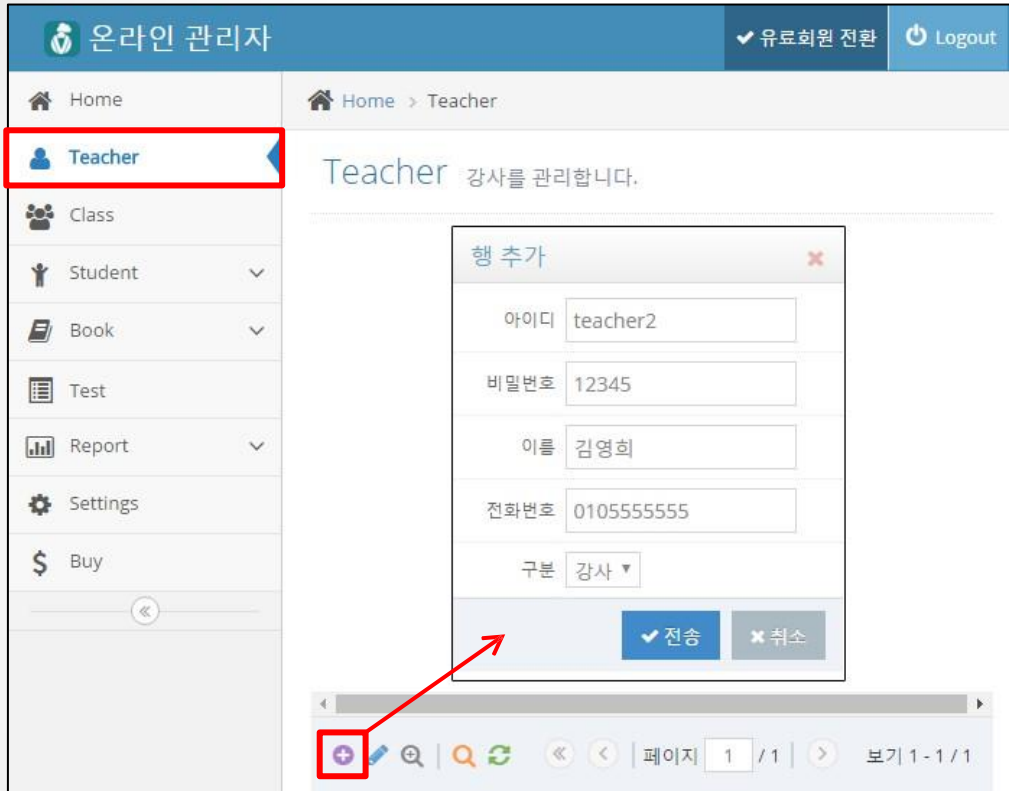 온라인 관리자
유료회원 전환
Logout
Home
Home > Teacher
Teacher
Teacher 강사를 관리합니다.
Class
Student
Book
Test
Report
Settings
Buy
행 추가
아이디 teacher2
비밀번호 12345
이름 김영희
전화번호 0105555555
구분 강사
전송 취소
페이지 1 / 1 보기 1 - 1 / 1